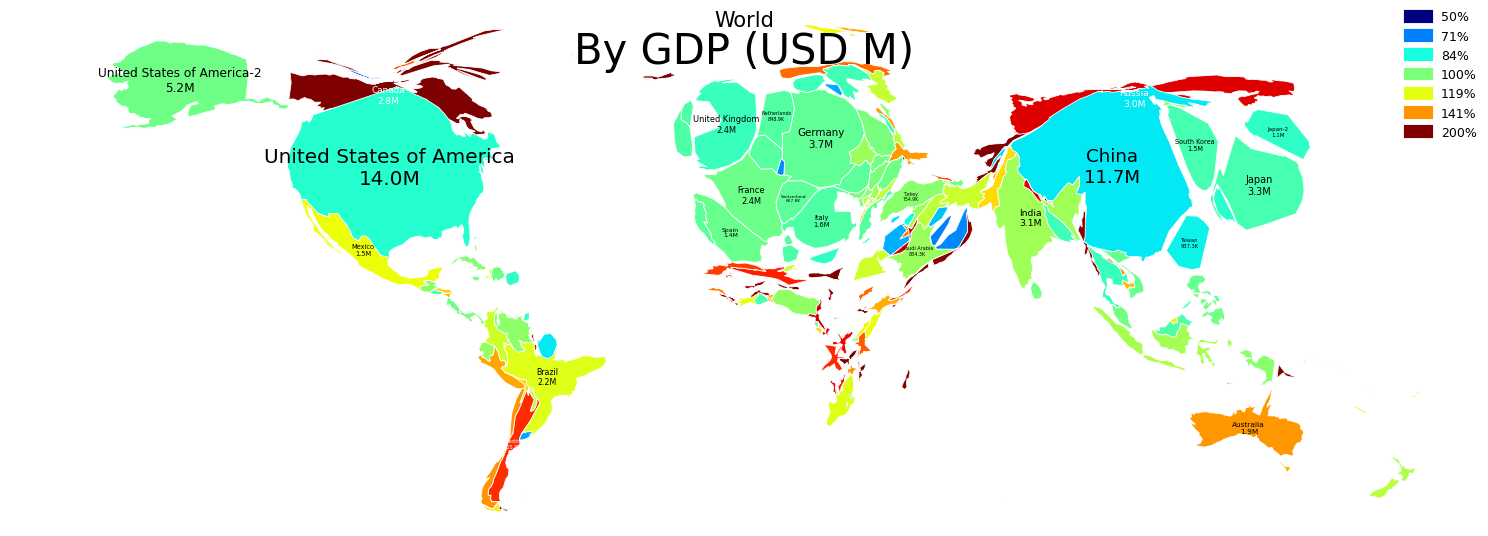 World
By GDP (USD M)
50%
71%
84%
100%
119%
141%
200%
United States of America-2
5.2M
Canada
2.8M
United States of America
14.0M
Mexico
1.5M
Brazil
2.2M
United Kingdom
2.4M
Netherlands
848.9K
Germany
3.7M
France
2.4M
Switzerland
667.8K
Italy
1.6M
Spain
1.4M
Turkey
754.9K
Saudi Arabia
834.3K
Russia
3.0M
China
11.7M
India
3.1M
South Korea
1.5M
Japan-2
1.1M
Japan
3.3M
Taiwan
937.3K
Australia
1.9M